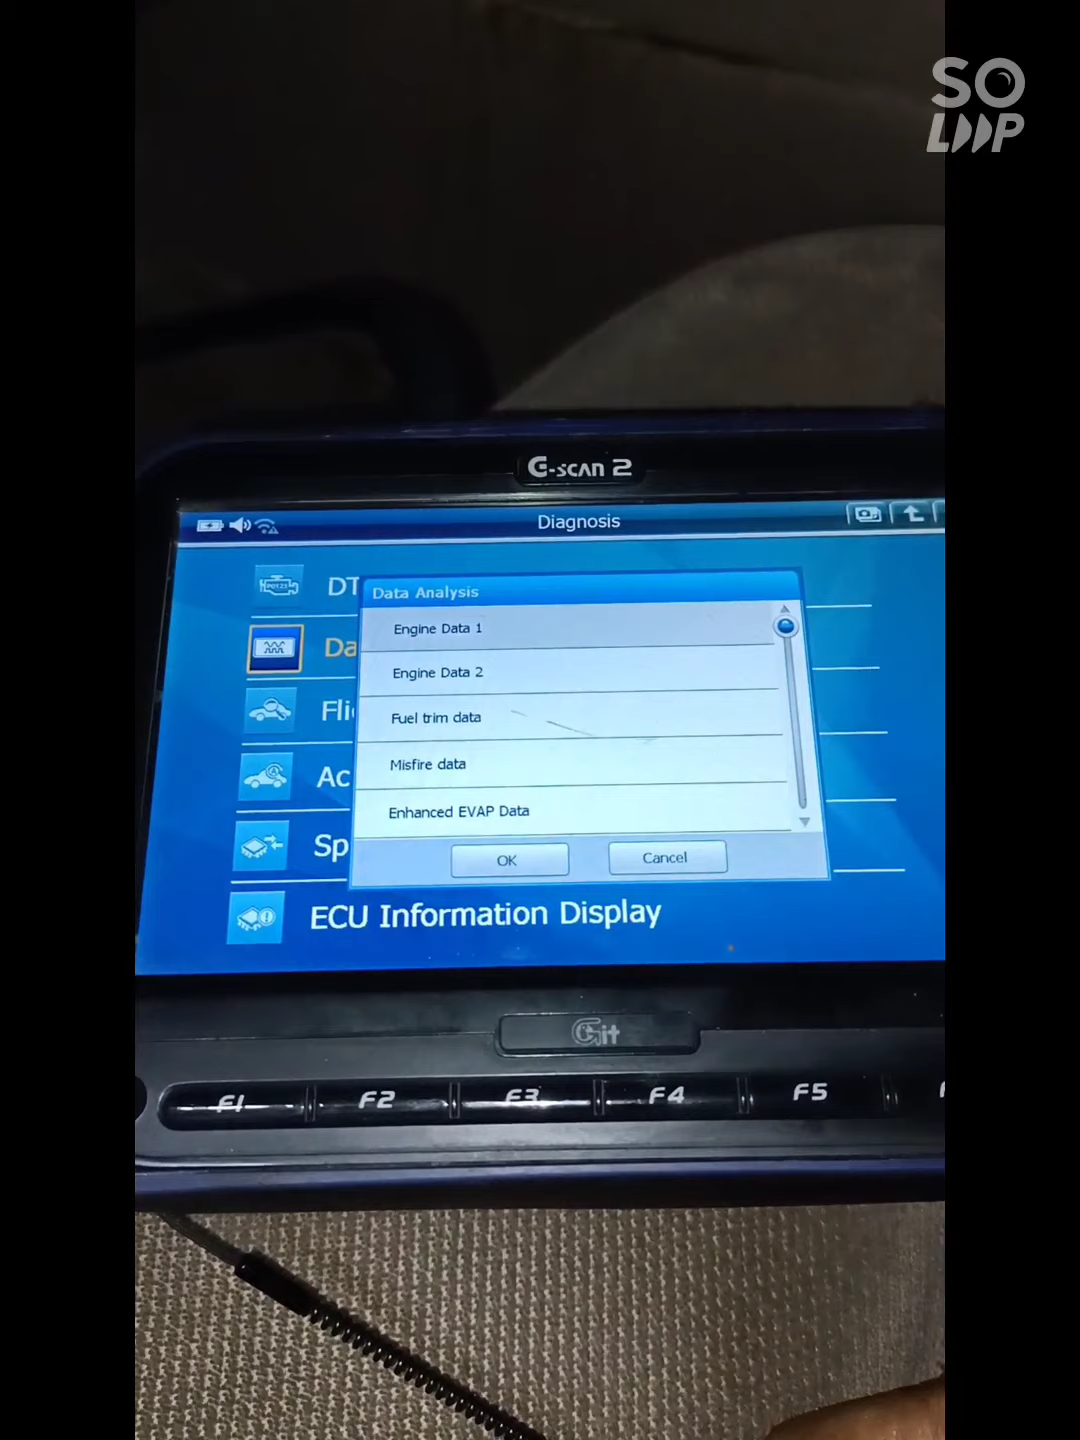 SO
LOOP
G-SCAN 2
Diagnosis
DT
Data Analysis
Engine Data 1
Da
Engine Data 2
Fli
Fuel trim data
Ac
Misfire data
Enhanced EVAP Data
Sp
OK
Cancel
ECU Information Display
Git
F1 F2 F3 F4 F5